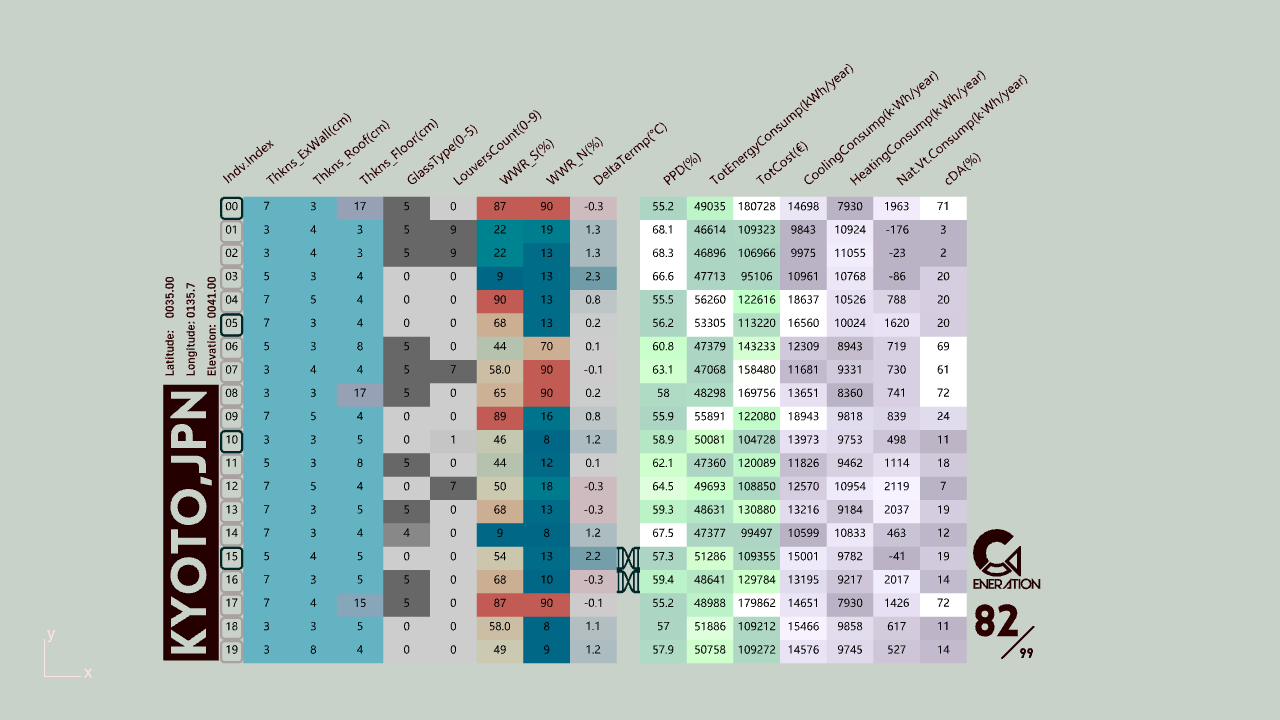 Indv.Index Thkns_ExWall(cm) Thkns_Roof(cm) Thkns_Floor(cm) GlassType(0-5) LouversCount(0-9) WWR_S(%) WWR_N(%) DeltaTermp(°C) PPD(%) TotEnergyConsump(kWh/year) TotCost(€) CoolingConsump(k·Wh/year) HeatingConsump(k·Wh/year) Nat.Vt.Consump(k·Wh/year) cDA(%)
00 7 3 17 5 0 87 90 -0.3 55.2 49035 180728 14698 7930 1963 71
01 3 4 3 5 9 22 19 1.3 68.1 46614 109323 9843 10924 -176 3
02 3 4 3 5 9 22 13 1.3 68.3 46896 106966 9975 11055 -23 2
03 5 3 4 0 0 9 13 2.3 66.6 47713 95106 10961 10768 -86 20
04 7 5 4 0 0 90 13 0.8 55.5 56260 122616 18637 10526 788 20
05 7 3 4 0 0 68 13 0.2 56.2 53305 113220 16560 10024 1620 20
06 5 3 8 5 0 44 70 0.1 60.8 47379 143233 12309 8943 719 69
07 3 4 4 5 7 58.0 90 -0.1 63.1 47068 158480 11681 9331 730 61
08 3 3 17 5 0 65 90 0.2 58 48298 169756 13651 8360 741 72
09 7 5 4 0 0 89 16 0.8 55.9 55891 122080 18943 9818 839 24
10 3 3 5 0 1 46 8 1.2 58.9 50081 104728 13973 9753 498 11
11 5 3 8 5 0 44 12 0.1 62.1 47360 120089 11826 9462 1114 18
12 7 5 4 0 7 50 18 -0.3 64.5 49693 108850 12570 10954 2119 7
13 7 3 5 5 0 68 13 -0.3 59.3 48631 130880 13216 9184 2037 19
14 7 3 4 4 0 9 8 1.2 67.5 47377 99497 10599 10833 463 12
15 5 4 5 0 0 54 13 2.2 57.3 51286 109355 15001 9782 -41 19
16 7 3 5 5 0 68 10 -0.3 59.4 48641 129784 13195 9217 2017 14
17 7 4 15 5 0 87 90 -0.1 55.2 48988 179862 14651 7930 1426 72
18 3 3 5 0 0 58.0 8 1.1 57 51886 109212 15466 9858 617 11
19 3 8 4 0 0 49 9 1.2 57.9 50758 109272 14576 9745 527 14
Latitude: 0035.00
Longitude: 0135.7
Elevation: 0041.00
KYOTO,JPN
ENERATION
82/99
y
x